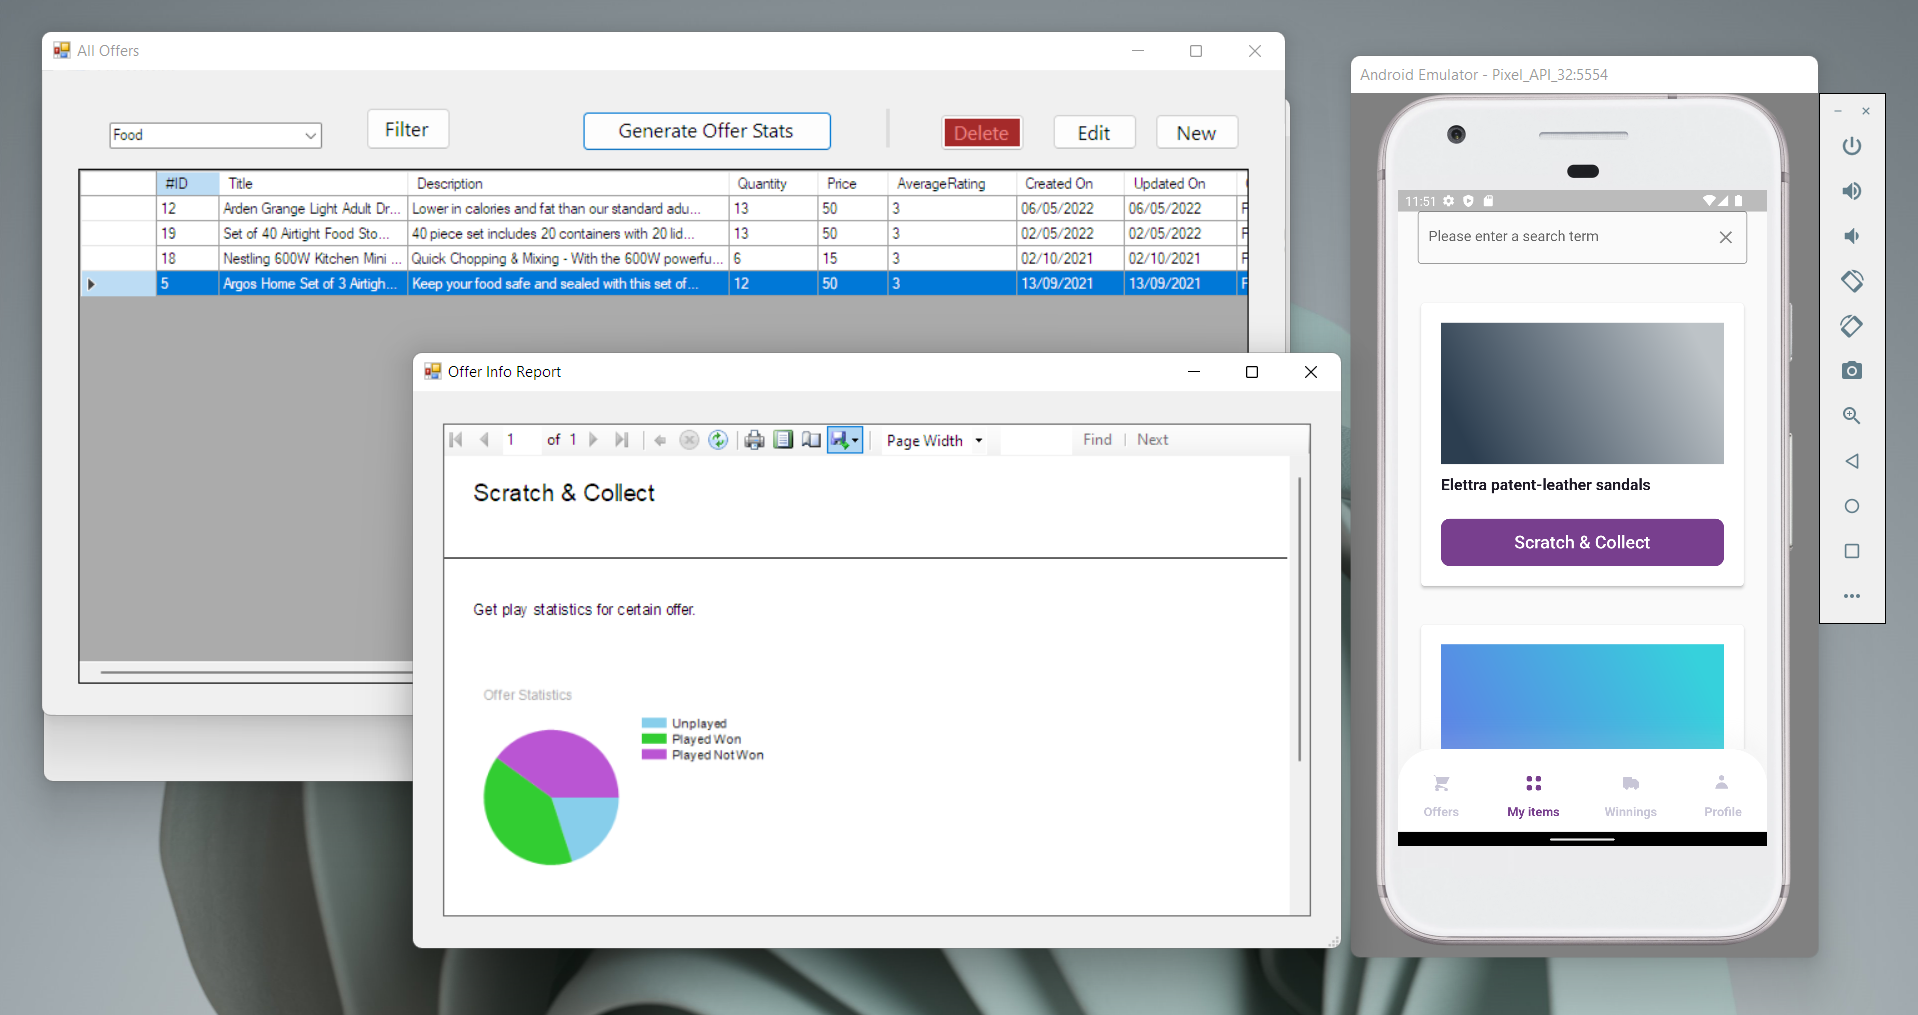 All Offers
Food
Filter
Generate Offer Stats
Delete
Edit
New
#ID Title Description Quantity Price AverageRating Created On Updated On
12 Arden Grange Light Adult Dr... Lower in calories and fat than our standard adu... 13 50 3 06/05/2022 06/05/2022 F
19 Set of 40 Airtight Food Sto... 40 piece set includes 20 containers with 20 lid... 13 50 3 02/05/2022 02/05/2022 F
18 Nestling 600W Kitchen Mini ... Quick Chopping & Mixing - With the 600W powerfu... 6 15 3 02/10/2021 02/10/2021 F
5 Argos Home Set of 3 Airtigh... Keep your food safe and sealed with this set of... 12 50 3 13/09/2021 13/09/2021 F
Offer Info Report
1 of 1 Page Width Find | Next
Scratch & Collect
Get play statistics for certain offer.
Offer Statistics
Unplayed
Played Won
Played Not Won
Android Emulator - Pixel_API_32:5554
11:51
Please enter a search term
Elettra patent-leather sandals
Scratch & Collect
Offers
My items
Winnings
Profile